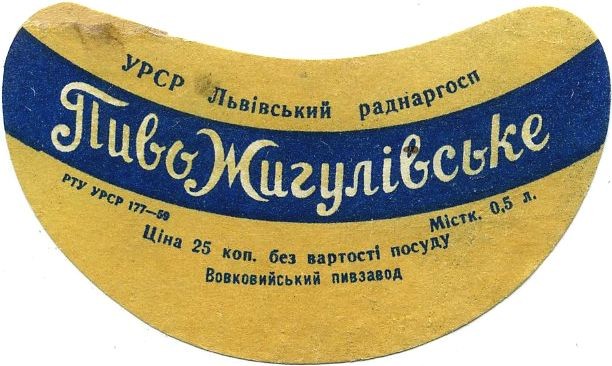 УРСР Львівський раднаргосп
Пиво Жигулівське
РТУ УРСР 177—59
Містк. 0,5 л.
Ціна 25 коп. без вартості посуду
Вовковийський пивзавод